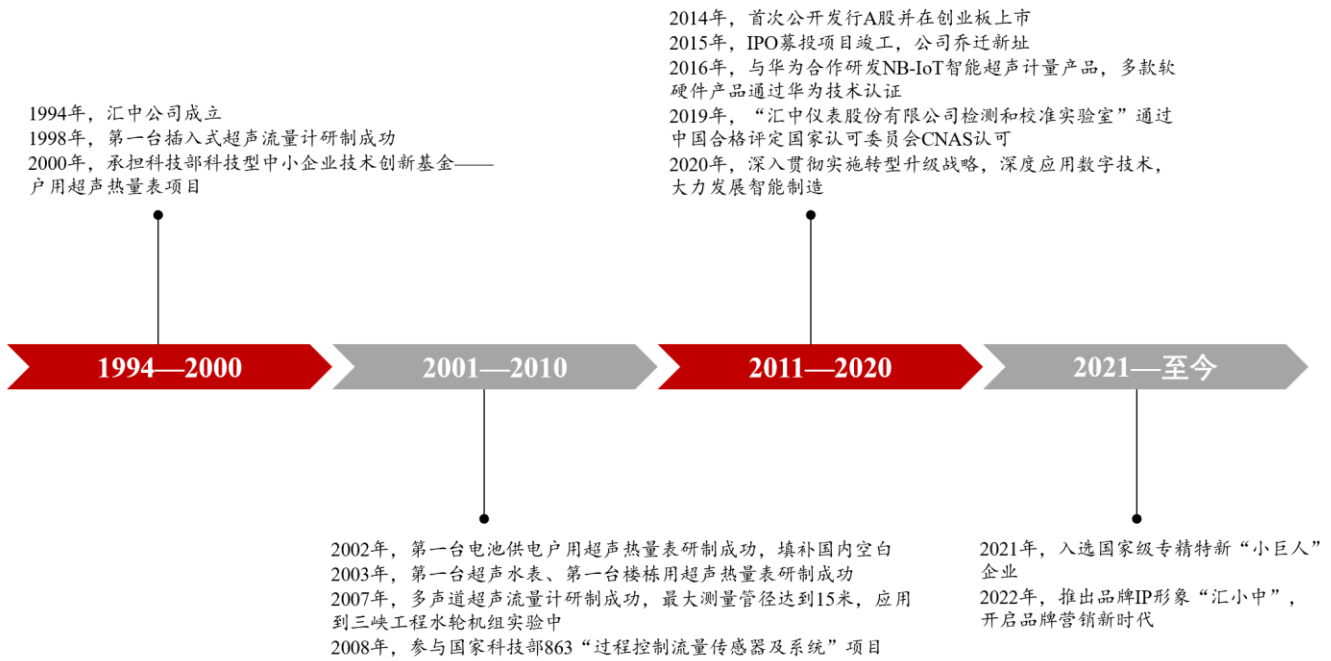 1994年，汇中公司成立
1998年，第一台插入式超声流量计研制成功
2000年，承担科技部科技型中小企业技术创新基金——
户用超声热量表项目
2014年，首次公开发行A股并在创业板上市
2015年，IPO募投项目竣工，公司乔迁新址
2016年，与华为合作研发NB-IoT智能超声计量产品，多款软
硬件产品通过华为技术认证
2019年，“汇中仪表股份有限公司检测和校准实验室”通过
中国合格评定国家认可委员会CNAS认可
2020年，深入贯彻实施转型升级战略，深度应用数字技术，
大力发展智能制造
1994—2000
2001—2010
2011—2020
2021—至今
2002年，第一台电池供电户用超声热量表研制成功，填补国内空白
2003年，第一台超声水表、第一台楼栋用超声热量表研制成功
2007年，多声道超声流量计研制成功，最大测量管径达到15米，应用
到三峡工程水轮机组实验中
2008年，参与国家科技部863“过程控制流量传感器及系统”项目
2021年，入选国家级专精特新“小巨人”
企业
2022年，推出品牌IP形象“汇小中”，
开启品牌营销新时代